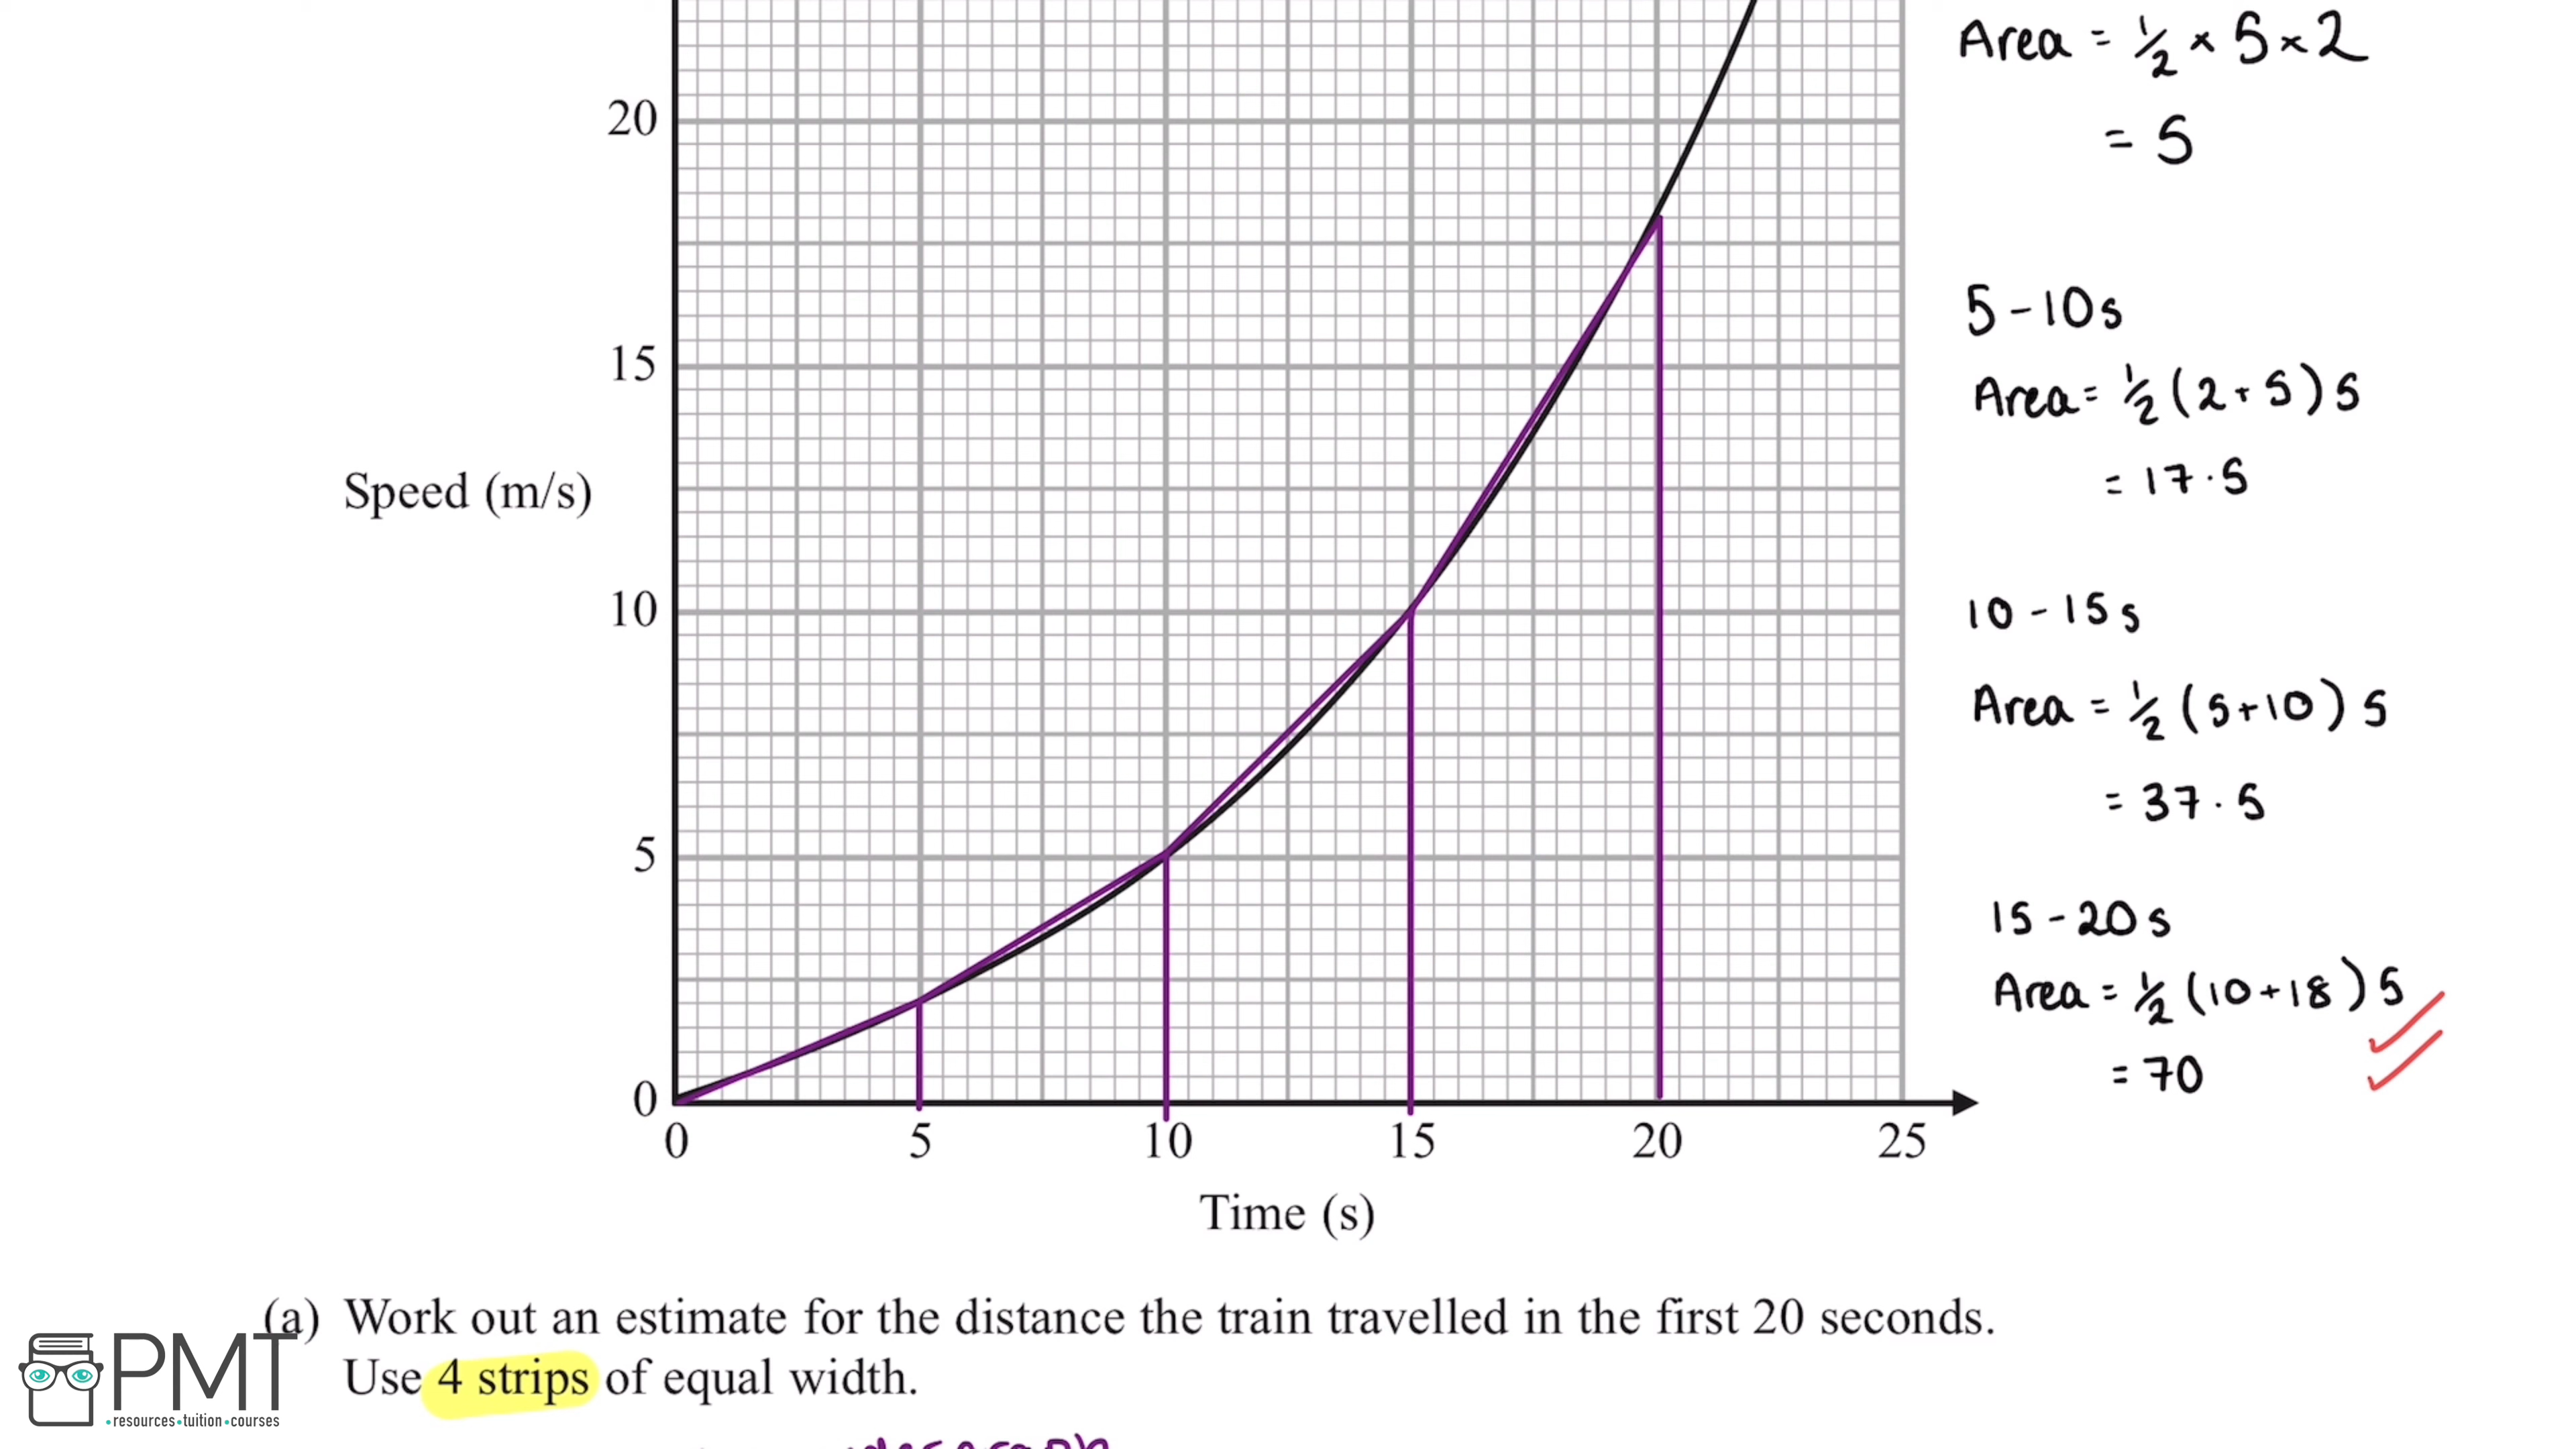 20
15
10
5
0
Speed (m/s)
0 5 10 15 20 25
Time (s)
Area = ½ × 5 × 2
= 5
5 - 10s
Area = ½ (2 + 5) 5
= 17.5
10 - 15s
Area = ½ (5+10) 5
= 37.5
15 - 20s
Area = ½ (10+18) 5
= 70
(a) Work out an estimate for the distance the train travelled in the first 20 seconds.
Use 4 strips of equal width.
PMT
•resources•tuition•courses